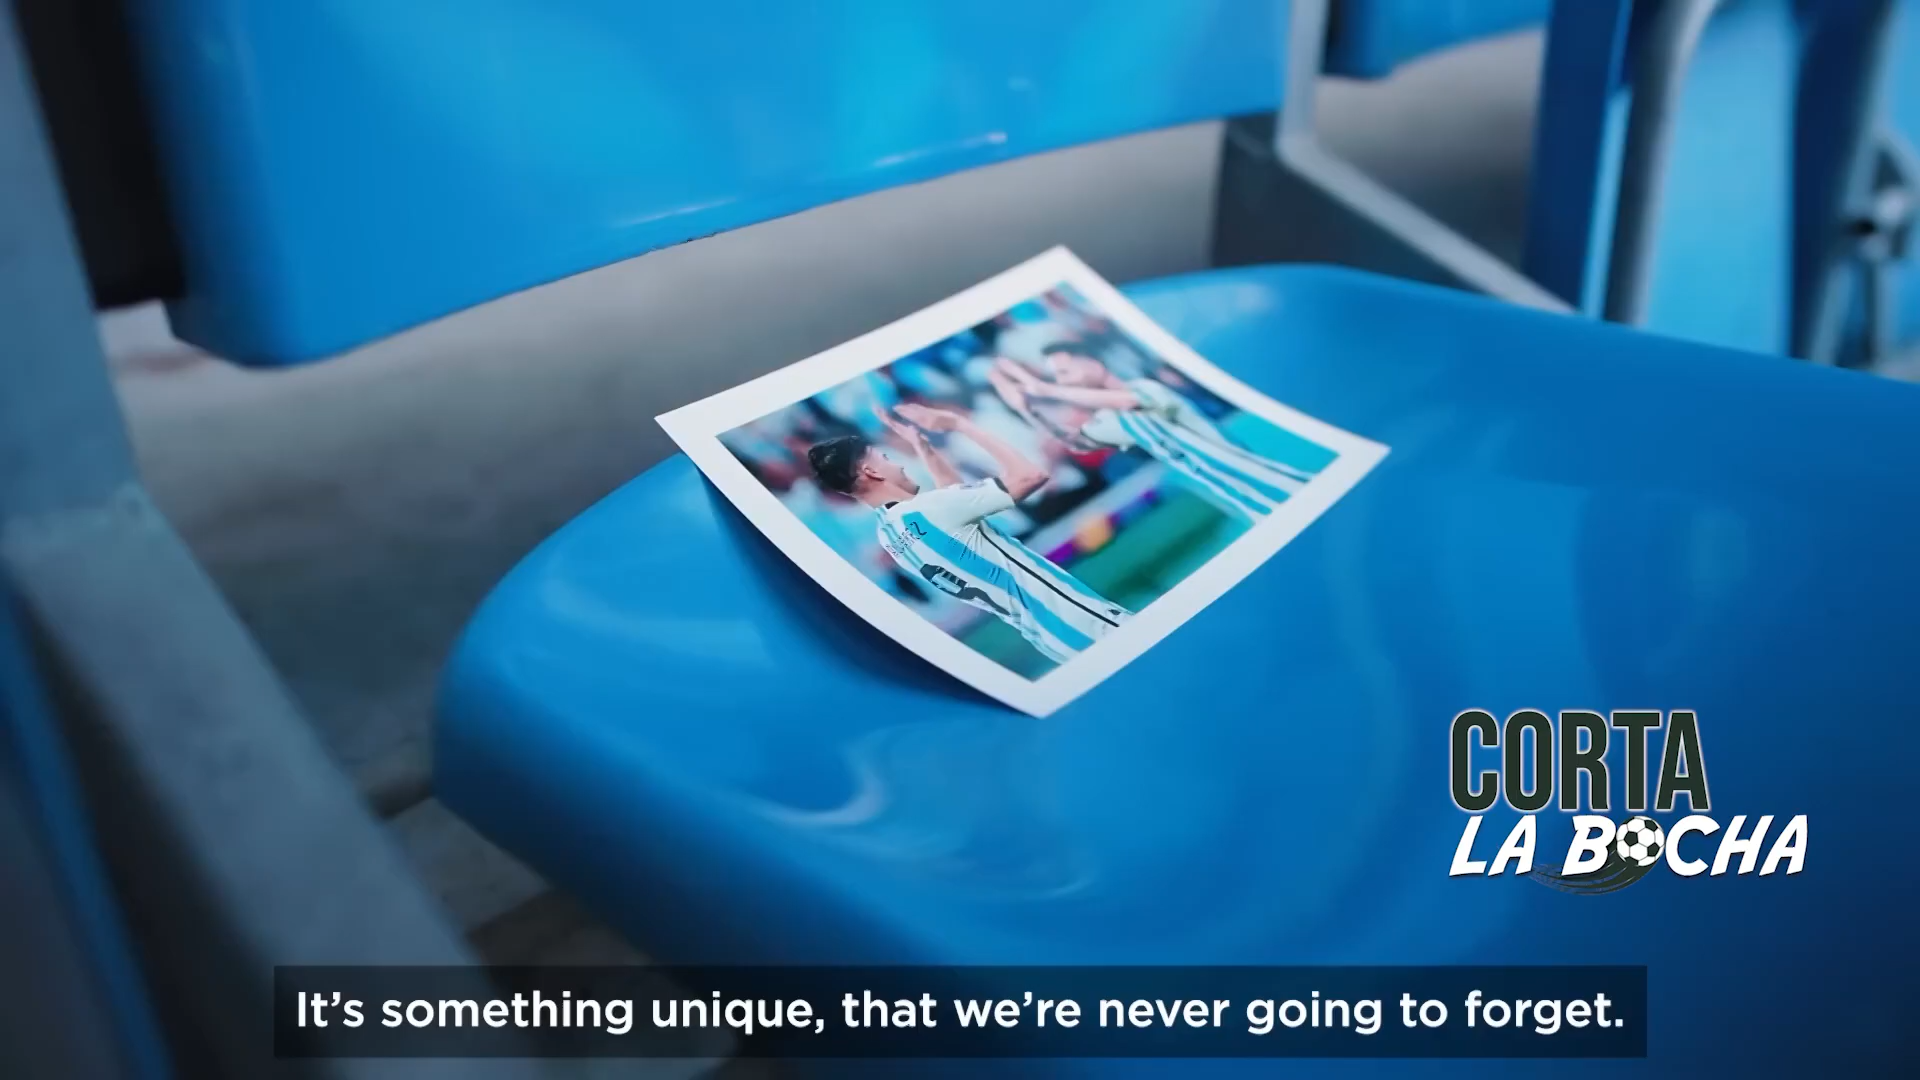 CORTA
LA BOCHA
It's something unique, that we're never going to forget.